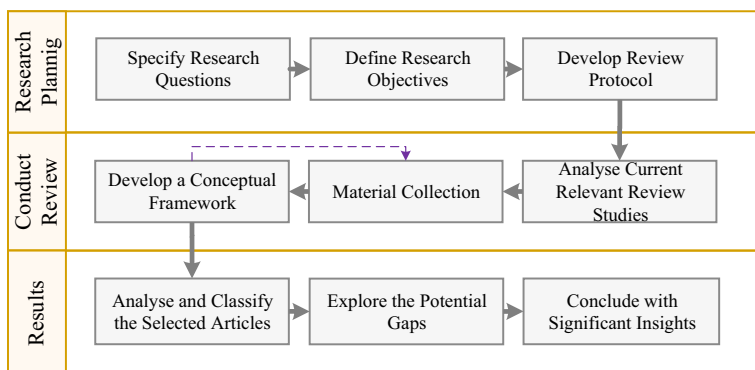 Research
Plannig
Specify Research
Questions
Define Research
Objectives
Develop Review
Protocol
Conduct
Review
Develop a Conceptual
Framework
Material Collection
Analyse Current
Relevant Review
Studies
Results
Analyse and Classify
the Selected Articles
Explore the Potential
Gaps
Conclude with
Significant Insights